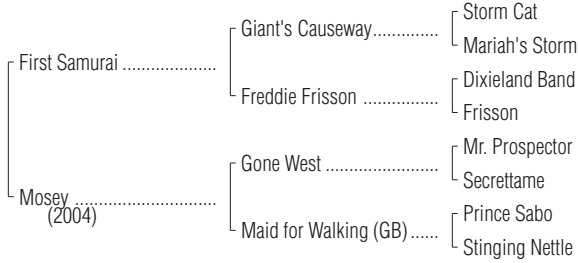 Storm Cat
Giant's Causeway..............
Mariah's Storm
First Samurai ....................
Dixieland Band
Freddie Frisson ................
Frisson
Mr. Prospector
Gone West ........................
Secrettame
Mosey .............................
(2004)
Prince Sabo
Maid for Walking (GB)......
Stinging Nettle